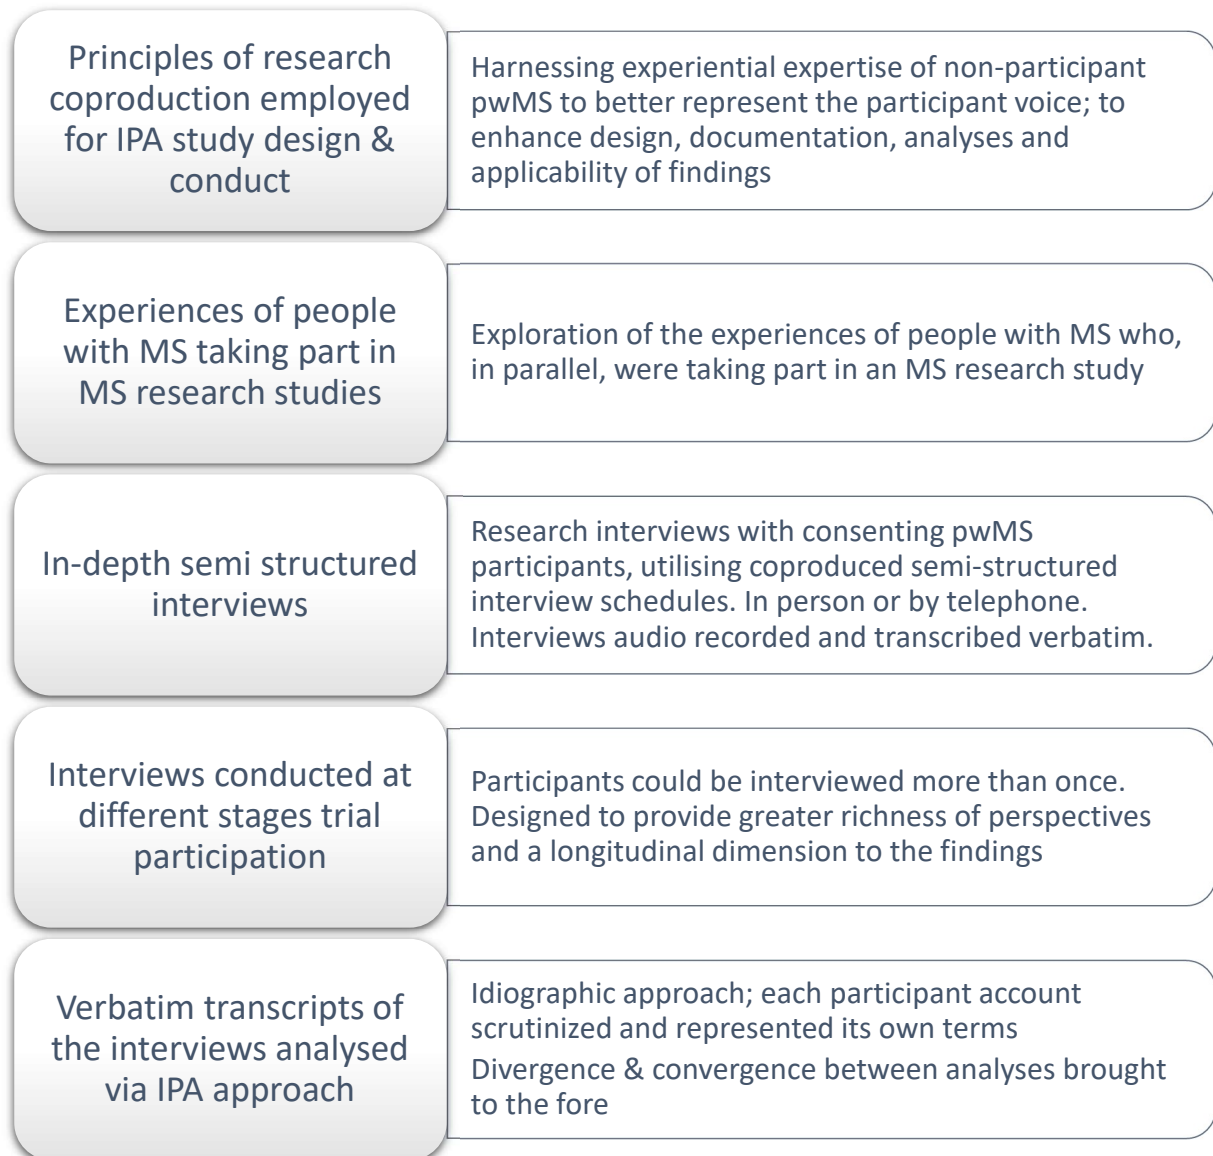 Principles of research
coproduction employed
for IPA study design &
conduct
Harnessing experiential expertise of non-participant
pwMS to better represent the participant voice; to
enhance design, documentation, analyses and
applicability of findings
Experiences of people
with MS taking part in
MS research studies
Exploration of the experiences of people with MS who,
in parallel, were taking part in an MS research study
In-depth semi structured
interviews
Research interviews with consenting pwMS
participants, utilising coproduced semi-structured
interview schedules. In person or by telephone.
Interviews audio recorded and transcribed verbatim.
Interviews conducted at
different stages trial
participation
Participants could be interviewed more than once.
Designed to provide greater richness of perspectives
and a longitudinal dimension to the findings
Verbatim transcripts of
the interviews analysed
via IPA approach
Idiographic approach; each participant account
scrutinized and represented its own terms
Divergence & convergence between analyses brought
to the fore